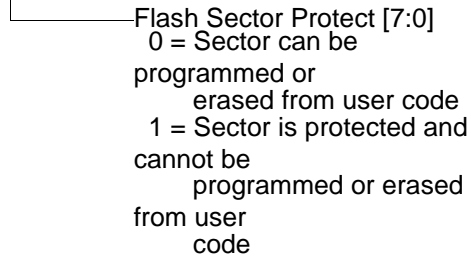 Flash Sector Protect [7:0]
0 = Sector can be
programmed or
erased from user code
1 = Sector is protected and
cannot be
programmed or erased
from user
code